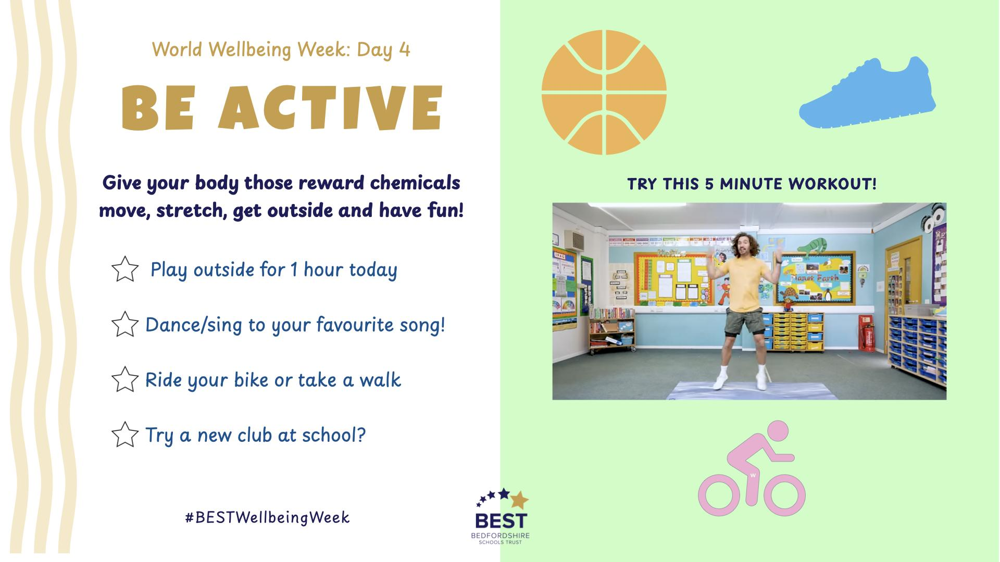 World Wellbeing Week: Day 4
BE ACTIVE
Give your body those reward chemicals
move, stretch, get outside and have fun!
Play outside for 1 hour today
Dance/sing to your favourite song!
Ride your bike or take a walk
Try a new club at school?
#BESTWellbeingWeek
BEST
BEDFORDSHIRE
SCHOOLS TRUST
TRY THIS 5 MINUTE WORKOUT!
Planet Earth
W